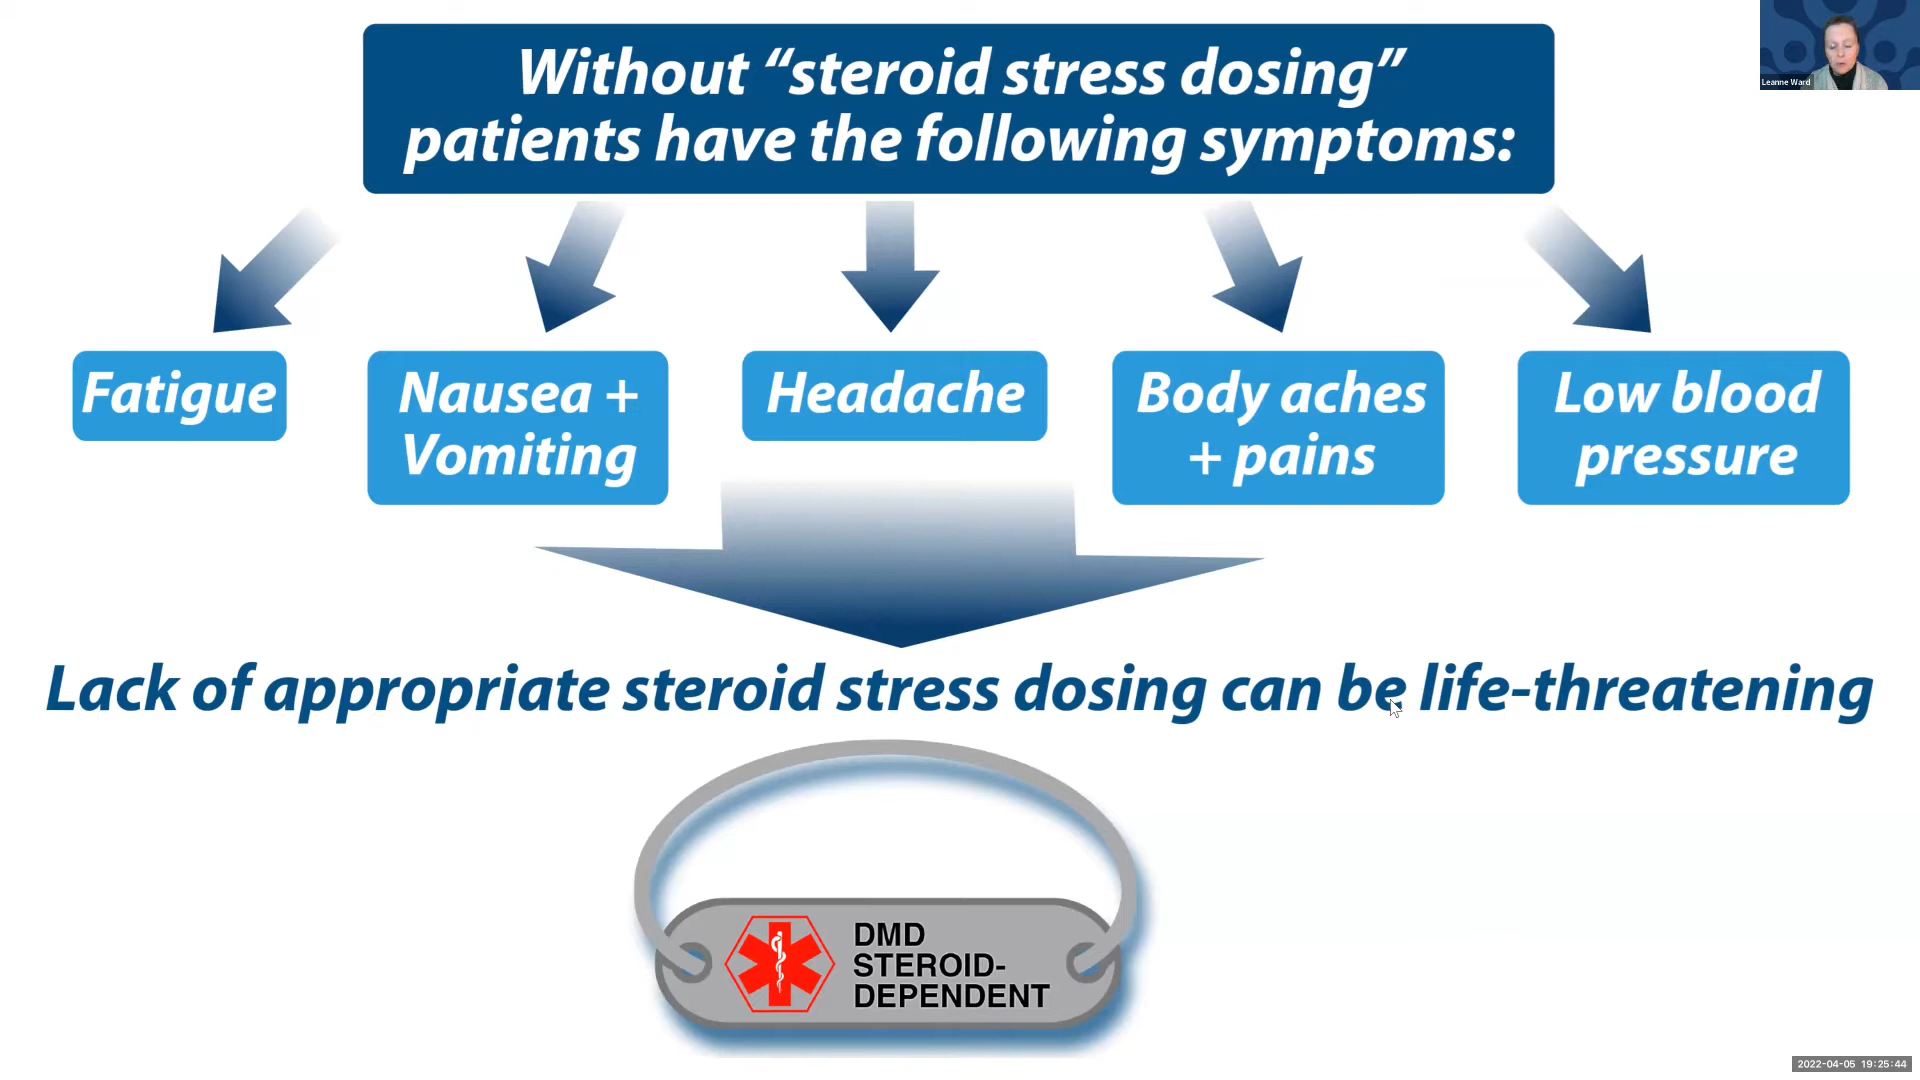 Without “steroid stress dosing”
patients have the following symptoms:
Leanne Ward
Fatigue
Nausea +
Vomiting
Headache
Body aches
+ pains
Low blood
pressure
Lack of appropriate steroid stress dosing can be life-threatening
DMD
STEROID-
DEPENDENT
2022-04-05 19:25:44